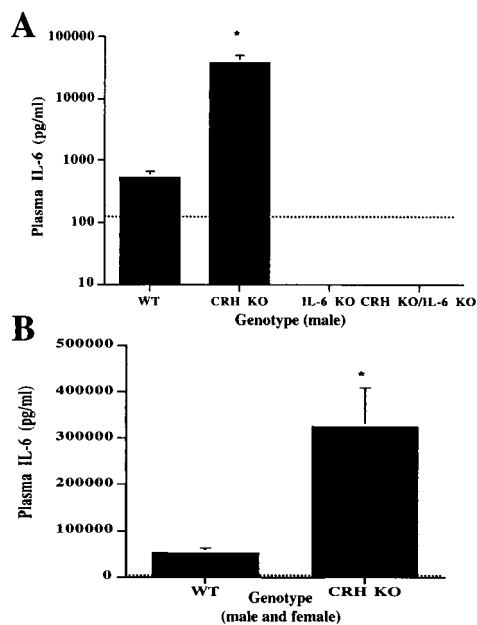 A
Plasma IL-6 (pg/ml)
100000
*
10000
1000
100
10
WT CRH KO IL-6 KO CRH KO/IL-6 KO
Genotype (male)
B
Plasma IL-6 (pg/ml)
500000
400000
*
300000
200000
100000
0
WT CRH KO
Genotype
(male and female)